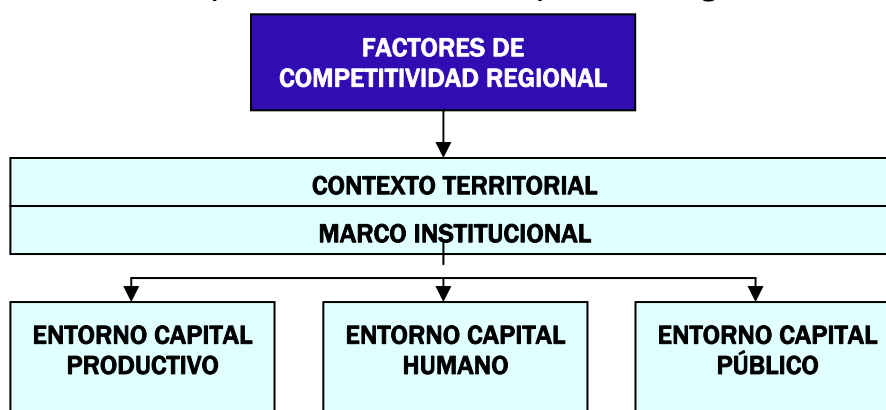 FACTORES DE
COMPETITIVIDAD REGIONAL
CONTEXTO TERRITORIAL
MARCO INSTITUCIONAL
ENTORNO CAPITAL
PRODUCTIVO
ENTORNO CAPITAL
HUMANO
ENTORNO CAPITAL
PÚBLICO